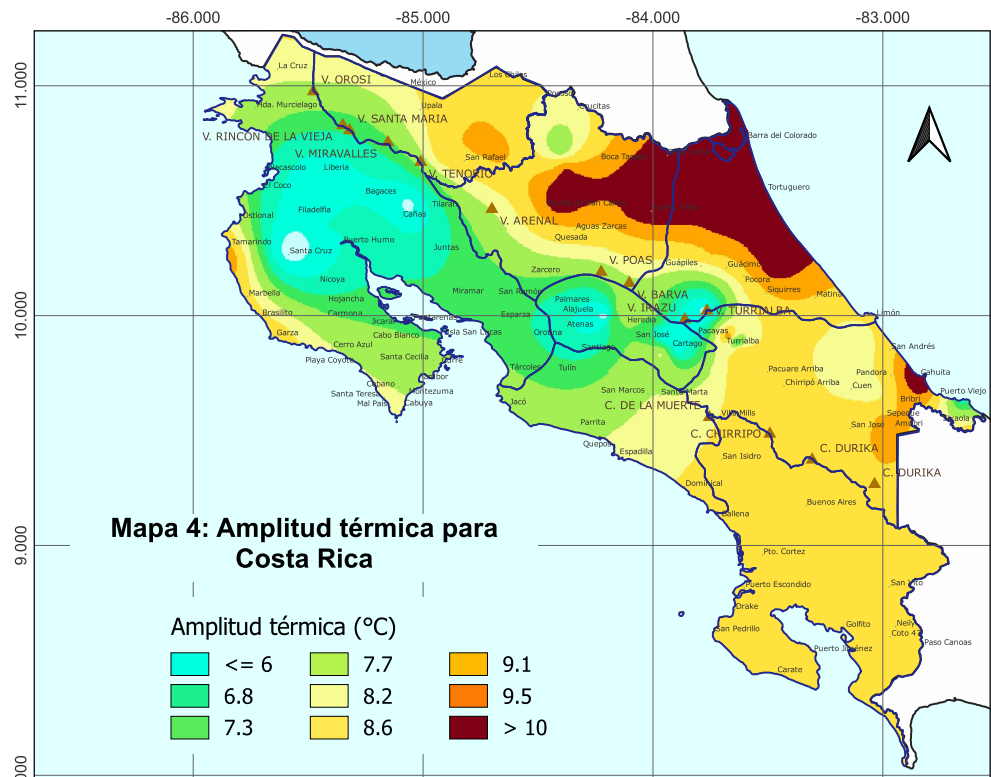 -86.000 -85.000 -84.000 -83.000
11.000
10.000
9.000
La Cruz
V. OROSI
México
Los Chiles
Hda. Murcielago
Upala
Crucitas
V. SANTA MARIA
V. RINCÓN DE LA VIEJA
Barra del Colorado
V. MIRAVALLES
San Rafael
Liberia
V. TENORIO
Tortuguero
El Coco
Bagaces
Filadelfia
Cañas
Tilarán
Ostional
V. ARENAL
Aguas Zarcas
Quesada
Tamarindo
Santa Cruz
Puerto Humo
Juntas
V. POAS
Guápiles
Guácimo
Zarcero
Nicoya
Pocora
Siquirres
Marbella
Hojancha
Miramar
San Ramón
V. BARVA
Matina
Palmares
Alajuela
Brasilito
Carmona
Esparza
V. IRAZU
V. TURRIALBA
Limón
Heredia
Atenas
Jicaral
Isla San Lucas
Orotina
Garza
Cabo Blanco
San José
Pacayas
Turrialba
Cerro Azul
Cartago
San Andrés
Santiago
Playa Coyote
Santa Cecilia
Tárcoles
Tulín
Pacuare Arriba
Pandora
Cahuita
Cóbano
Chirripó Arriba
Cuen
Santa Teresa
Montezuma
San Marcos
Santa Marta
Puerto Viejo
Mal País
Cabuya
Jacó
C. DE LA MUERTE
Bribri
Villa Mills
Sepeque
Parrita
San José
Amubri
C. CHIRRIPO
Quepos
Espadilla
San Isidro
C. DURIKA
C. DURIKA
Dominical
Buenos Aires
Ballena
Mapa 4: Amplitud térmica para
Costa Rica
Pto. Cortez
Puerto Escondido
San Vito
Drake
San Pedrillo
Golfito
Neily
Coto 47
Paso Canoas
Puerto Jiménez
Carate
Amplitud térmica (°C)
<= 6 7.7 9.1
6.8 8.2 9.5
7.3 8.6 > 10